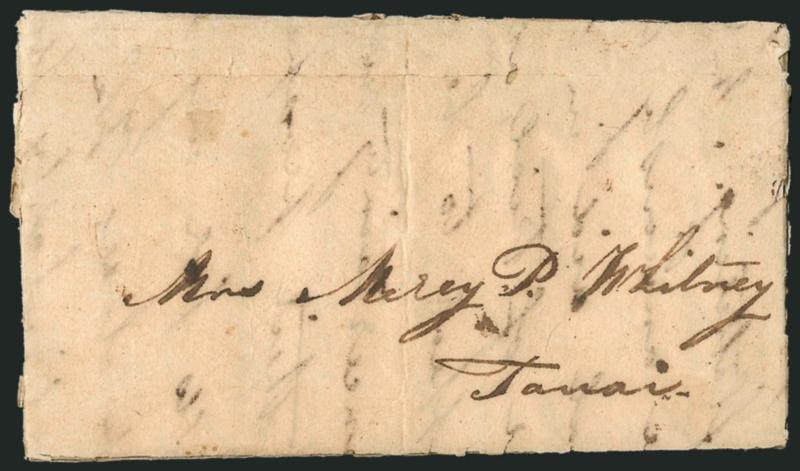 Mrs Mercy P. Whitney
Tauai.